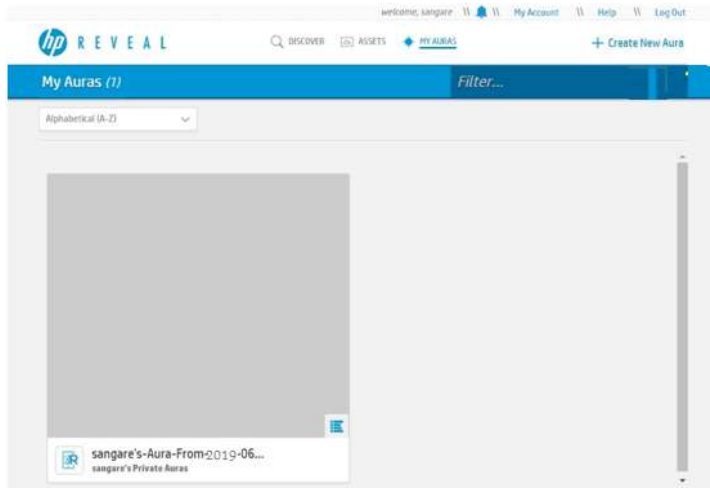 welcome, sangare \\ \\ My Account \\ Help \\ Log Out
hp REVEAL DISCOVER ASSETS MY AURAS + Create New Aura
My Auras (1) Filter...
Alphabetical (A-Z)
sangare's-Aura-From-2019-06...
sangare's Private Auras